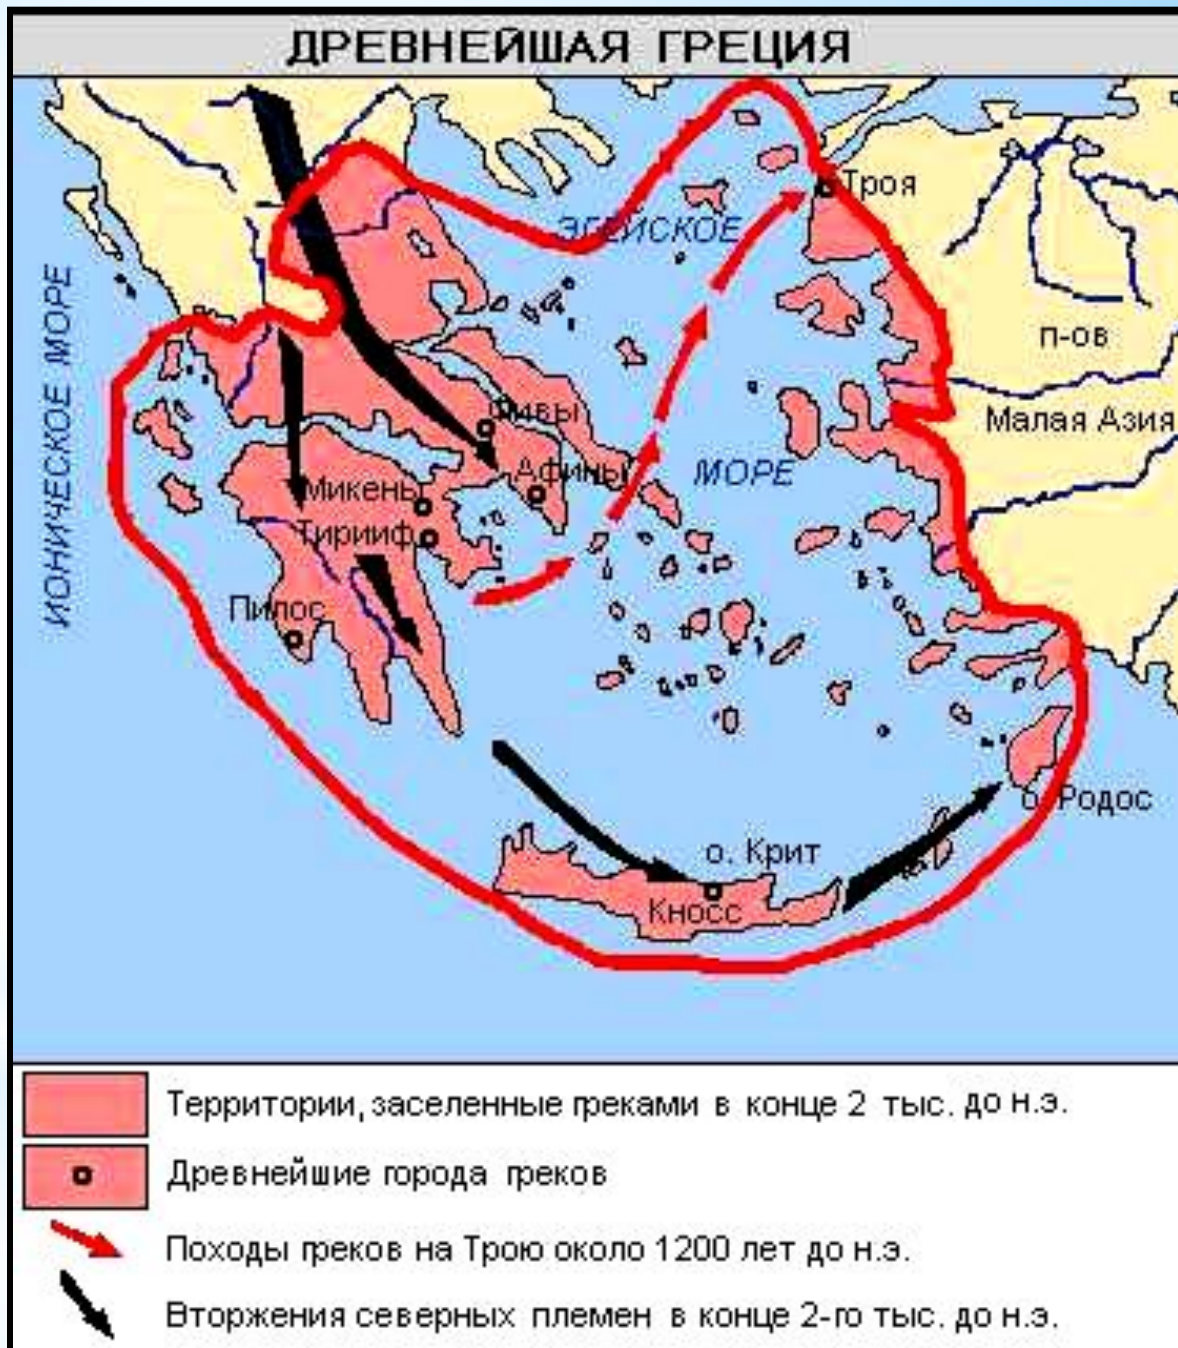 ДРЕВНЕЙШАЯ ГРЕЦИЯ
Троя
ЭГЕЙСКОЕ
МОРЕ
ИОНИЧЕСКОЕ МОРЕ
п-ов
Малая Азия
Фивы
Афины
Микены
Тирииф
Пилос
о. Родос
о. Крит
Кносс
Территории, заселенные греками в конце 2 тыс. до н.э.
Древнейшие города греков
Походы греков на Трою около 1200 лет до н.э.
Вторжения северных племен в конце 2-го тыс. до н.э.